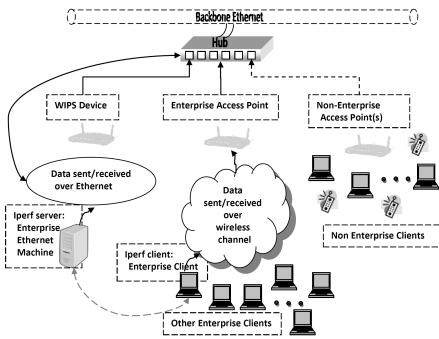 Backbone Ethernet
Hub
WIPS Device
Enterprise Access Point
Non-Enterprise
Access Point(s)
Data sent/received
over Ethernet
Data
sent/received
over
wireless
channel
Iperf server:
Enterprise
Ethernet
Machine
Iperf client:
Enterprise Client
Non Enterprise Clients
Other Enterprise Clients